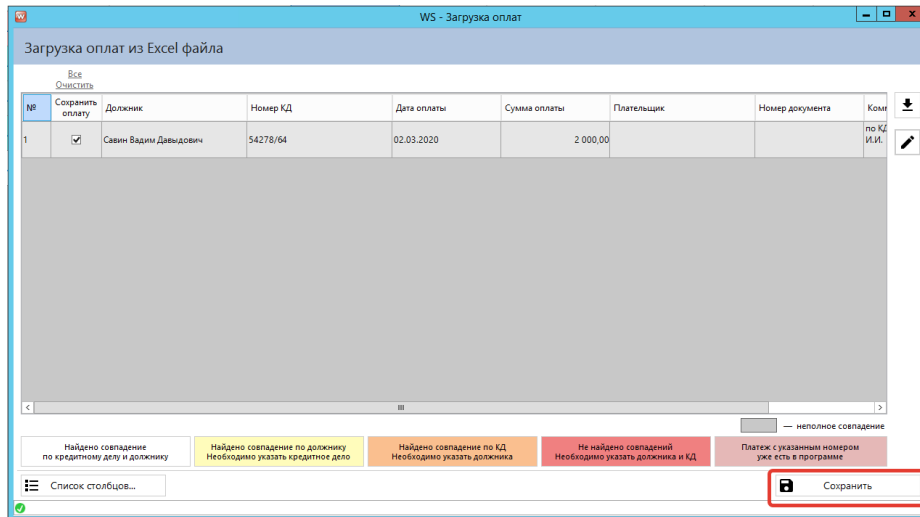 WS - Загрузка оплат
Загрузка оплат из Excel файла
Все
Очистить
№ Сохранить оплату Должник Номер КД Дата оплаты Сумма оплаты Плательщик Номер документа
1 Савин Вадим Давыдович 54278/64 02.03.2020 2 000,00 по КД
И.И.
— неполное совпадение
Найдено совпадение
по кредитному делу и должнику
Найдено совпадение по должнику
Необходимо указать кредитное дело
Найдено совпадение по КД
Необходимо указать должника
Не найдено совпадений
Необходимо указать должника и КД
Платеж с указанным номером
уже есть в программе
Список столбцов...
Сохранить